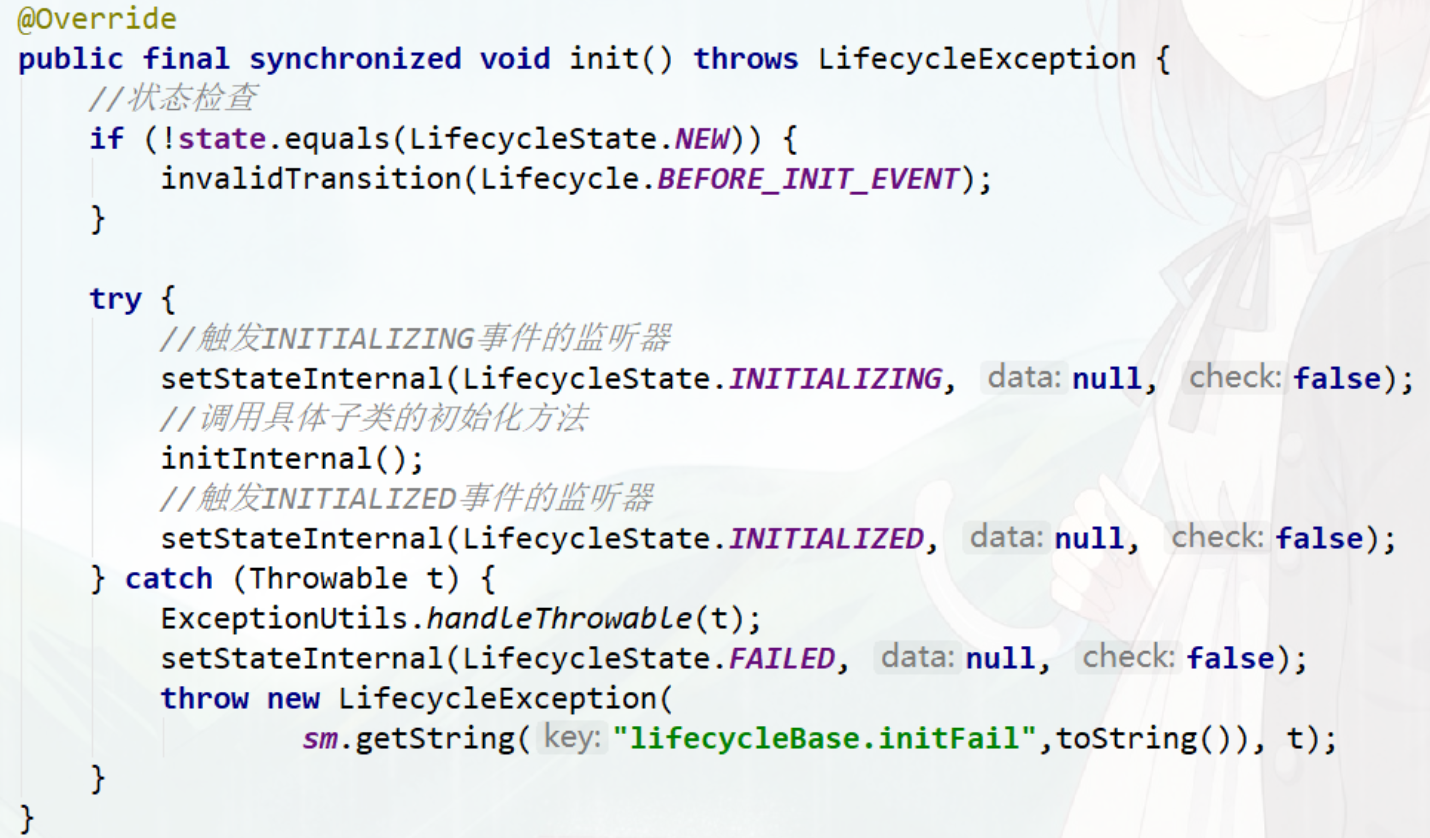 @Override
public final synchronized void init() throws LifecycleException {
//状态检查
if (!state.equals(LifecycleState.NEW)) {
invalidTransition(Lifecycle.BEFORE_INIT_EVENT);
}
try {
//触发INITIALIZING事件的监听器
setStateInternal(LifecycleState.INITIALIZING, data: null, check: false);
//调用具体子类的初始化方法
initInternal();
//触发INITIALIZED事件的监听器
setStateInternal(LifecycleState.INITIALIZED, data: null, check: false);
} catch (Throwable t) {
ExceptionUtils.handleThrowable(t);
setStateInternal(LifecycleState.FAILED, data: null, check: false);
throw new LifecycleException(
sm.getString( key: "lifecycleBase.initFail",toString()), t);
}
}